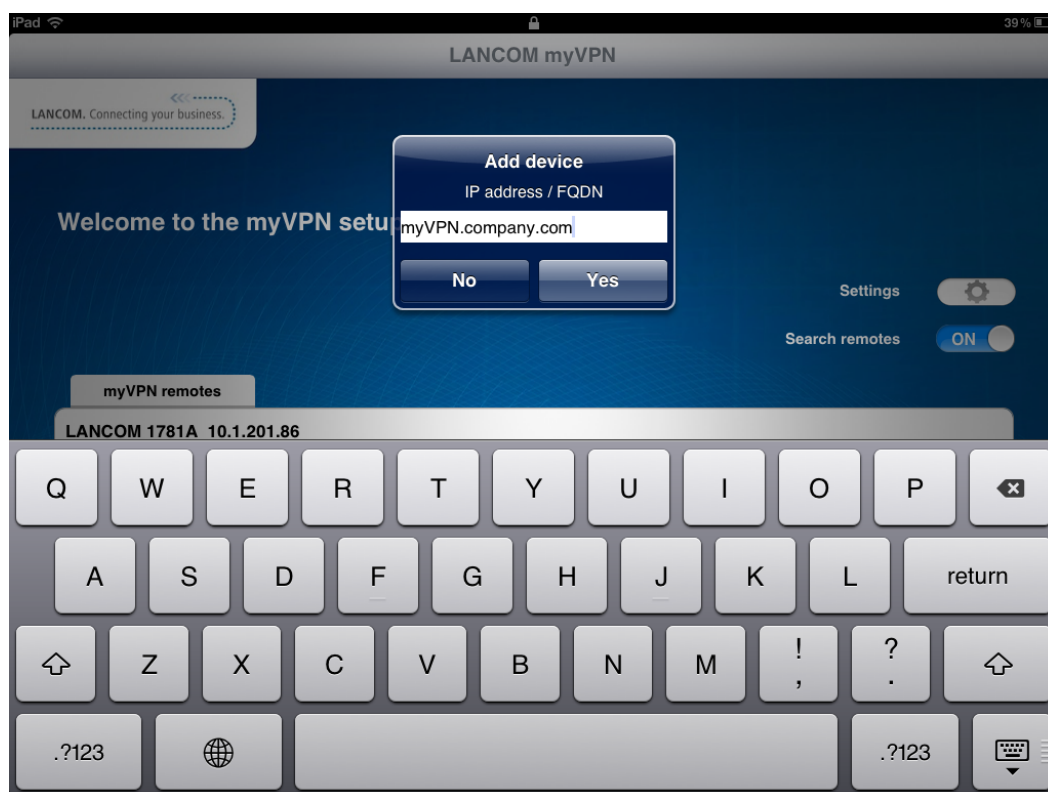 iPad 39%
LANCOM myVPN
LANCOM. Connecting your business.
Add device
IP address / FQDN
Welcome to the myVPN setup
myVPN.company.com
No Yes
Settings
Search remotes ON
myVPN remotes
LANCOM 1781A 10.1.201.86
Q W E R T Y U I O P
A S D F G H J K L return
Z X C V B N M ! , ? .
.?123 .?123